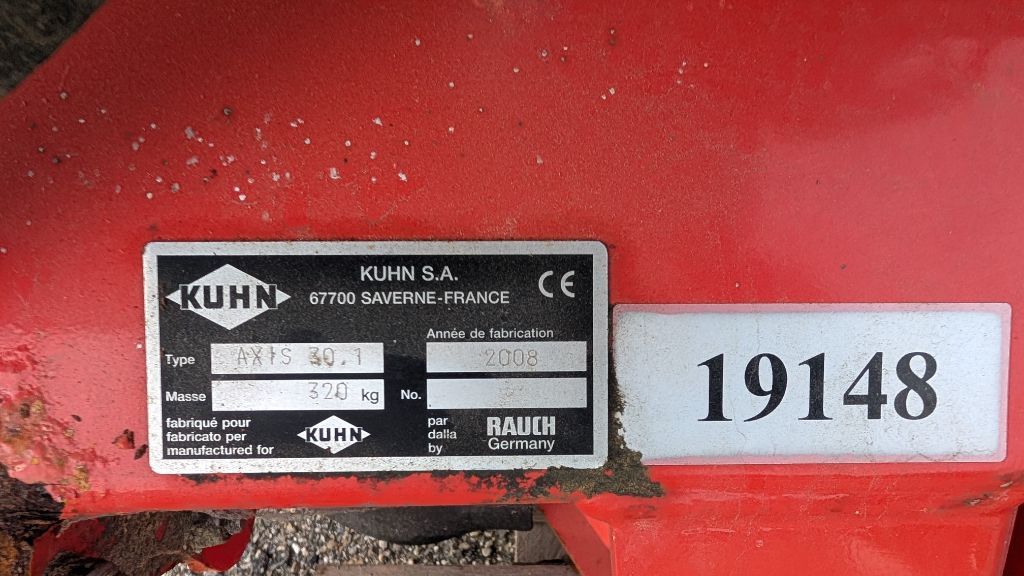 KUHN
KUHN S.A.
67700 SAVERNE-FRANCE
CE
Année de fabrication
Type AXIS 30.1 2008
Masse 320 kg No.
fabriqué pour
fabricato per
manufactured for
KUHN
par
dalla
by
RAUCH
Germany
19148